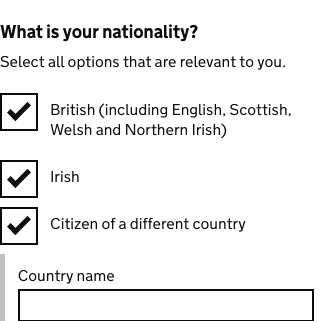 What is your nationality?
Select all options that are relevant to you.
British (including English, Scottish,
Welsh and Northern Irish)
Irish
Citizen of a different country
Country name